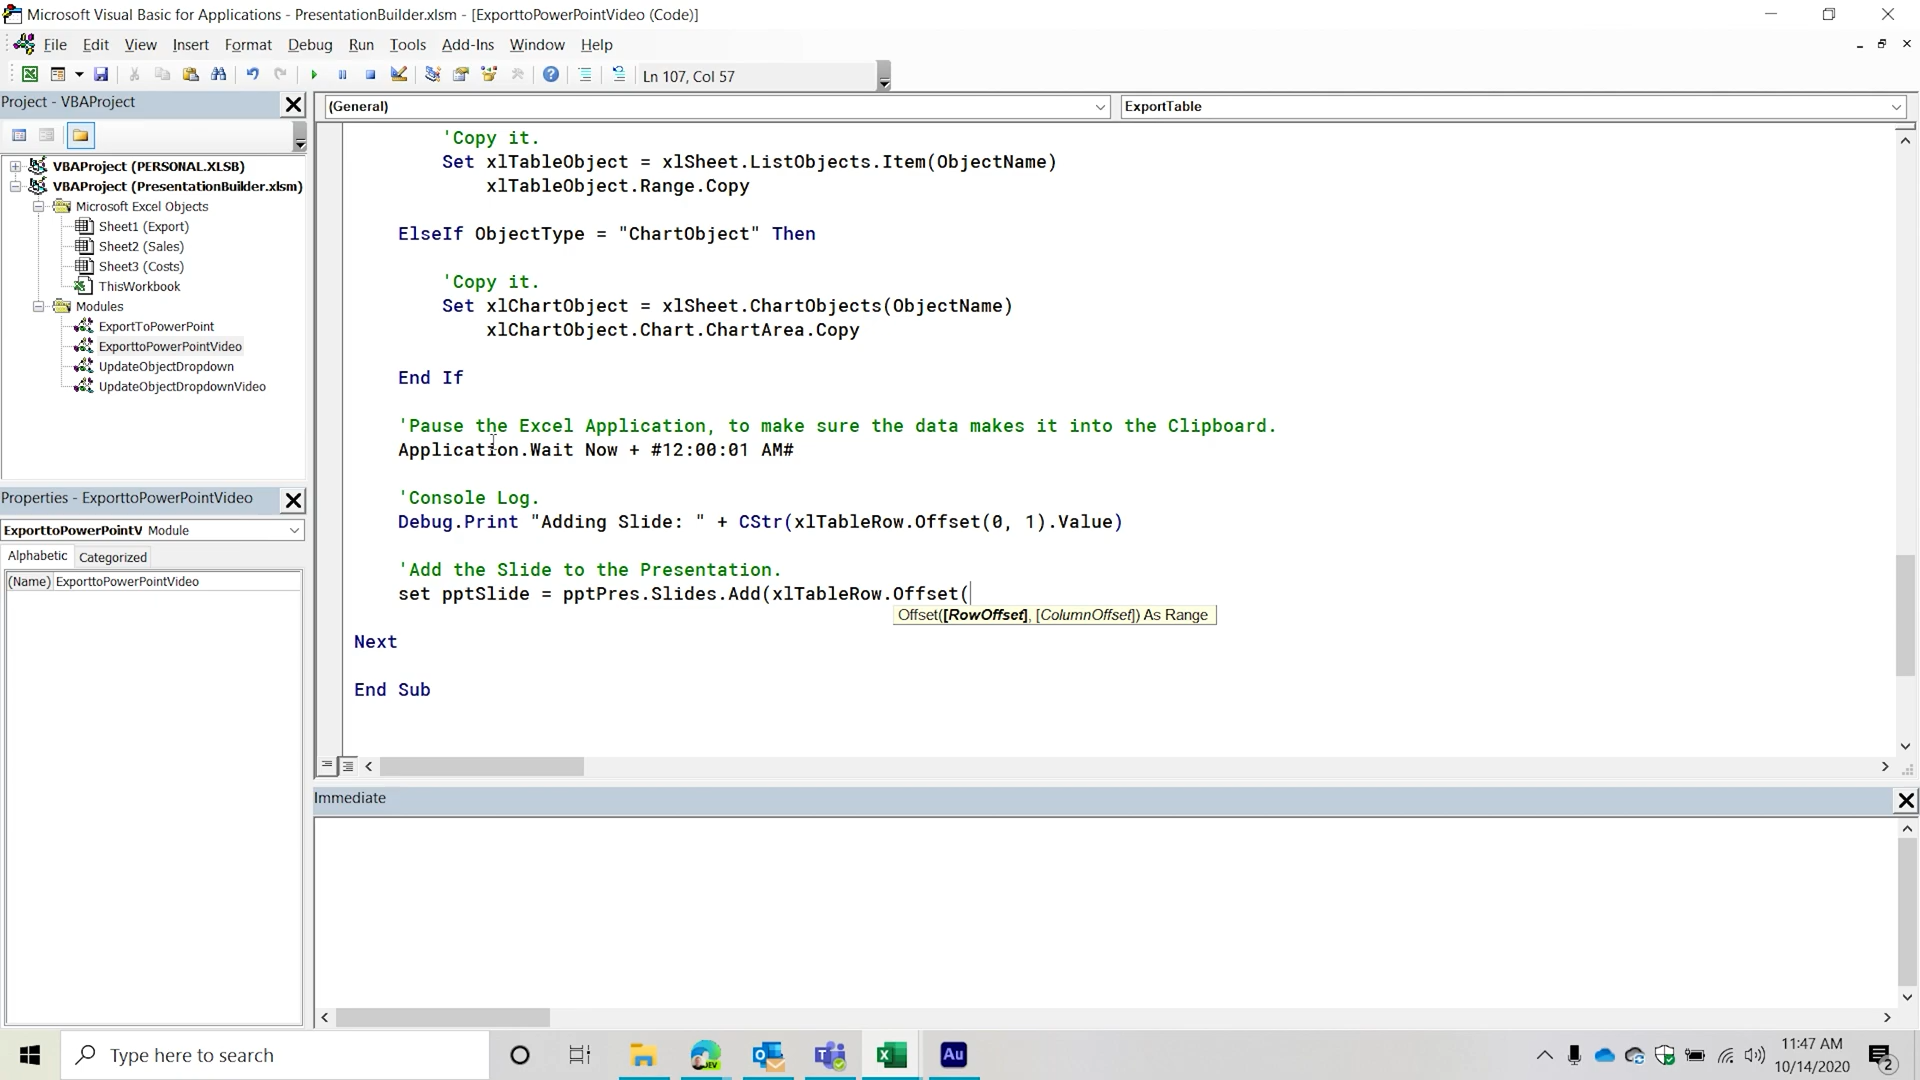 Microsoft Visual Basic for Applications - PresentationBuilder.xlsm - [ExporttoPowerPointVideo (Code)]
File Edit View Insert Format Debug Run Tools Add-Ins Window Help
Ln 107, Col 57
Project - VBAProject
VBAProject (PERSONAL.XLSB)
VBAProject (PresentationBuilder.xlsm)
Microsoft Excel Objects
Sheet1 (Export)
Sheet2 (Sales)
Sheet3 (Costs)
ThisWorkbook
Modules
ExportToPowerPoint
ExporttoPowerPointVideo
UpdateObjectDropdown
UpdateObjectDropdownVideo
Properties - ExporttoPowerPointVideo
ExporttoPowerPointV Module
Alphabetic Categorized
(Name) ExporttoPowerPointVideo
(General) ExportTable
'Copy it.
Set xlTableObject = xlSheet.ListObjects.Item(ObjectName)
xlTableObject.Range.Copy
ElseIf ObjectType = "ChartObject" Then
'Copy it.
Set xlChartObject = xlSheet.ChartObjects(ObjectName)
xlChartObject.Chart.ChartArea.Copy
End If
'Pause the Excel Application, to make sure the data makes it into the Clipboard.
Application.Wait Now + #12:00:01 AM#
'Console Log.
Debug.Print "Adding Slide: " + CStr(xlTableRow.Offset(0, 1).Value)
'Add the Slide to the Presentation.
set pptSlide = pptPres.Slides.Add(xlTableRow.Offset(
Offset([RowOffset], [ColumnOffset]) As Range
Next
End Sub
Immediate
Type here to search
DEV
Au
11:47 AM
10/14/2020
2